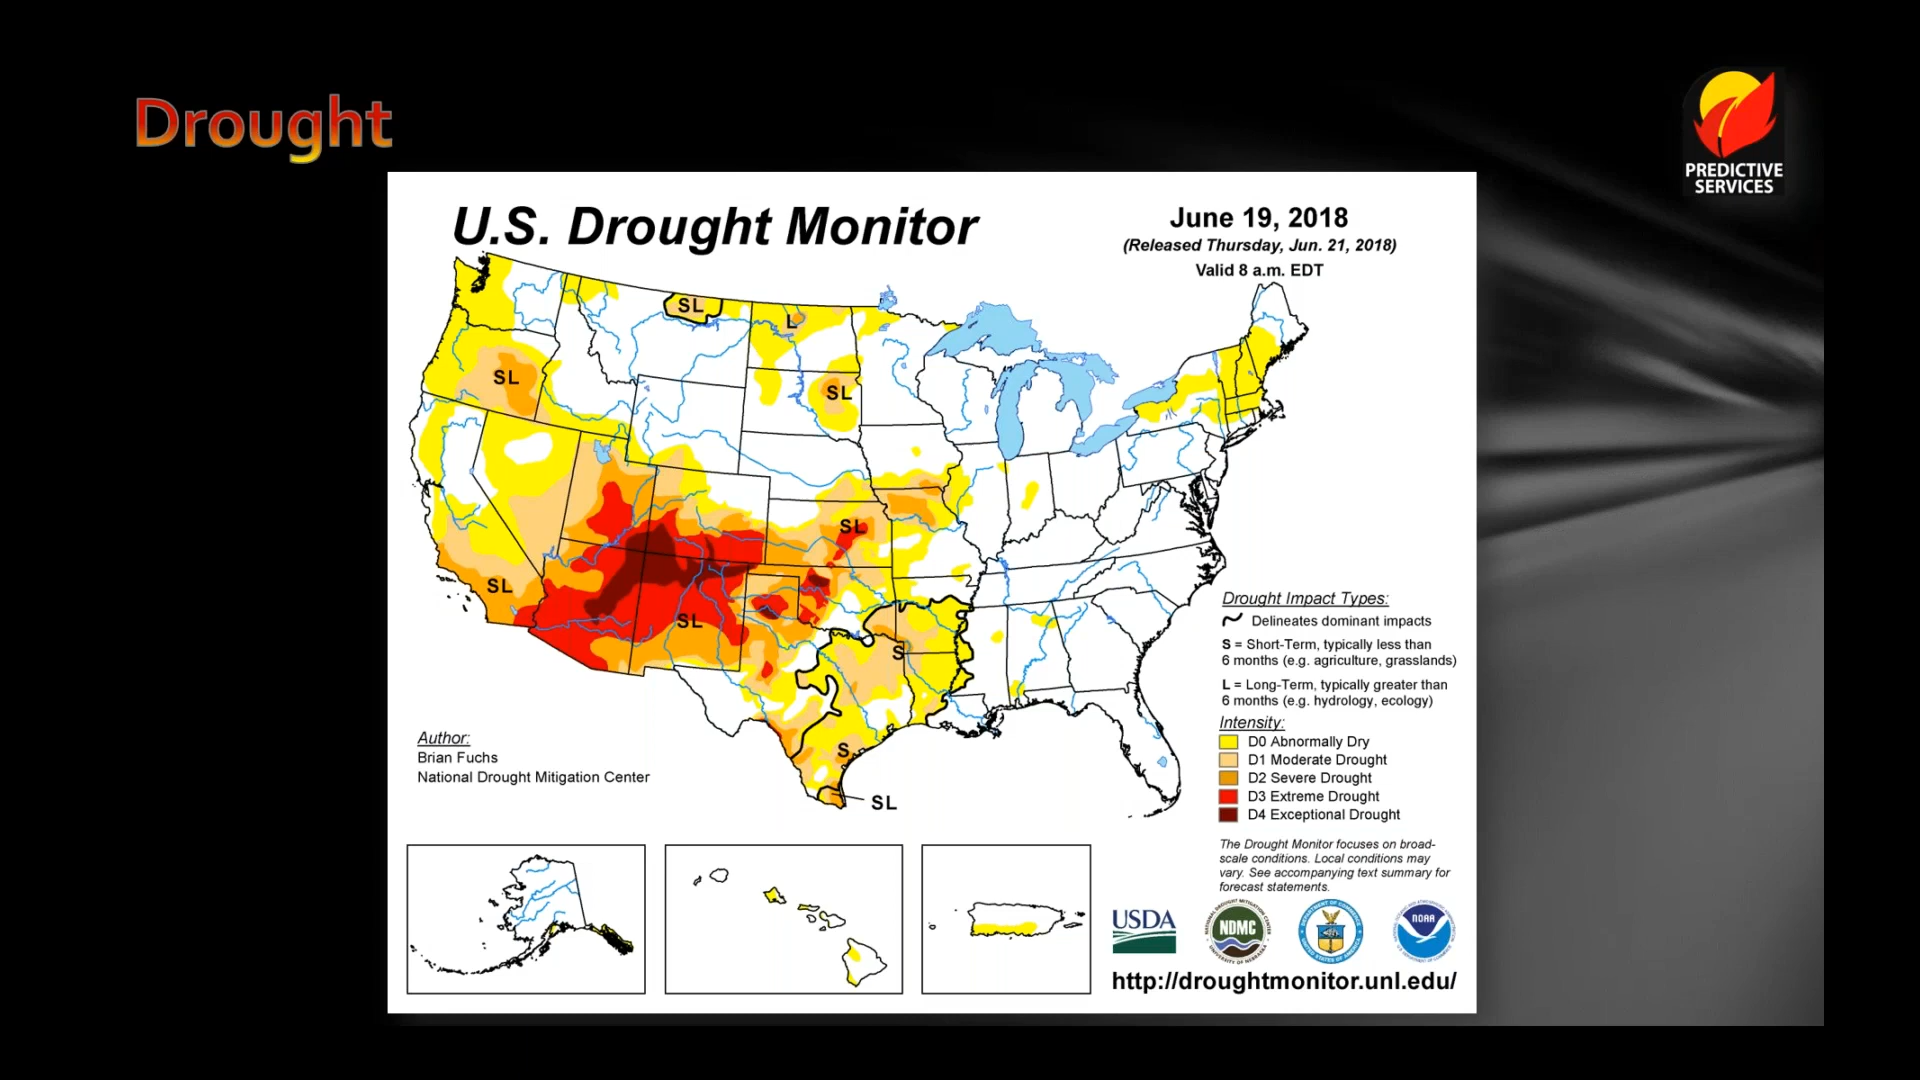 Drought
PREDICTIVE
SERVICES
U.S. Drought Monitor
June 19, 2018
(Released Thursday, Jun. 21, 2018)
Valid 8 a.m. EDT
SL
L
SL
SL
SL
SL
SL
S
S
SL
Drought Impact Types:
Delineates dominant impacts
S = Short-Term, typically less than
6 months (e.g. agriculture, grasslands)
L = Long-Term, typically greater than
6 months (e.g. hydrology, ecology)
Intensity:
D0 Abnormally Dry
D1 Moderate Drought
D2 Severe Drought
D3 Extreme Drought
D4 Exceptional Drought
Author:
Brian Fuchs
National Drought Mitigation Center
The Drought Monitor focuses on broad-
scale conditions. Local conditions may
vary. See accompanying text summary for
forecast statements.
USDA
NDMC
NOAA
http://droughtmonitor.unl.edu/